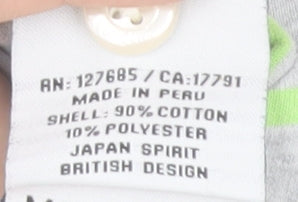 RN: 127685 / CA:17791
MADE IN PERU
SHELL: 90% COTTON
10% POLYESTER
JAPAN SPIRIT
BRITISH DESIGN